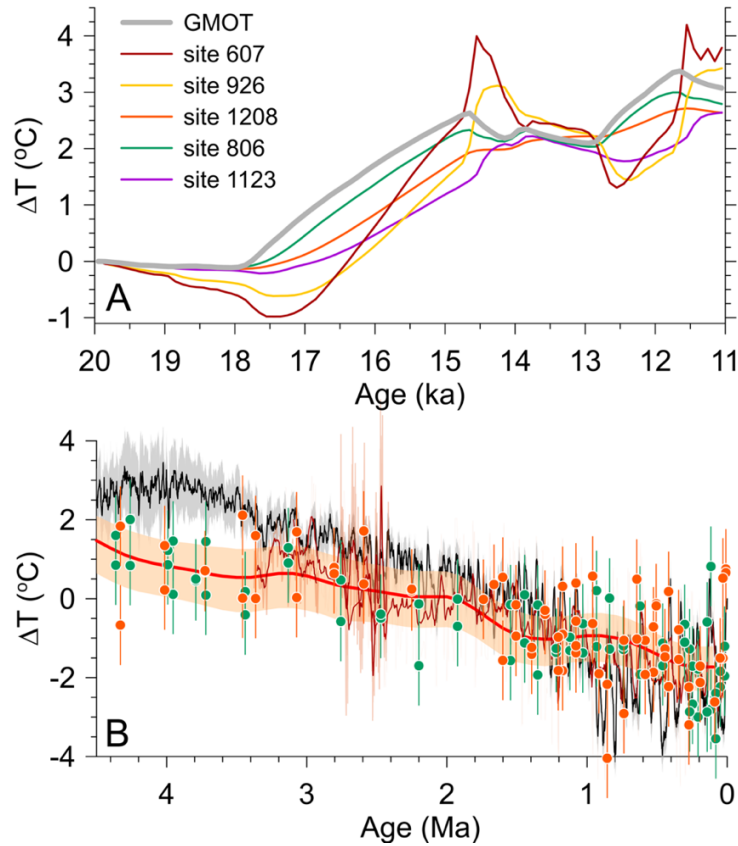 4
3
2
1
0
-1
ΔT (ºC)
GMOT
site 607
site 926
site 1208
site 806
site 1123
A
20 19 18 17 16 15 14 13 12 11
Age (ka)
4
2
0
-2
-4
ΔT (ºC)
B
4 3 2 1 0
Age (Ma)